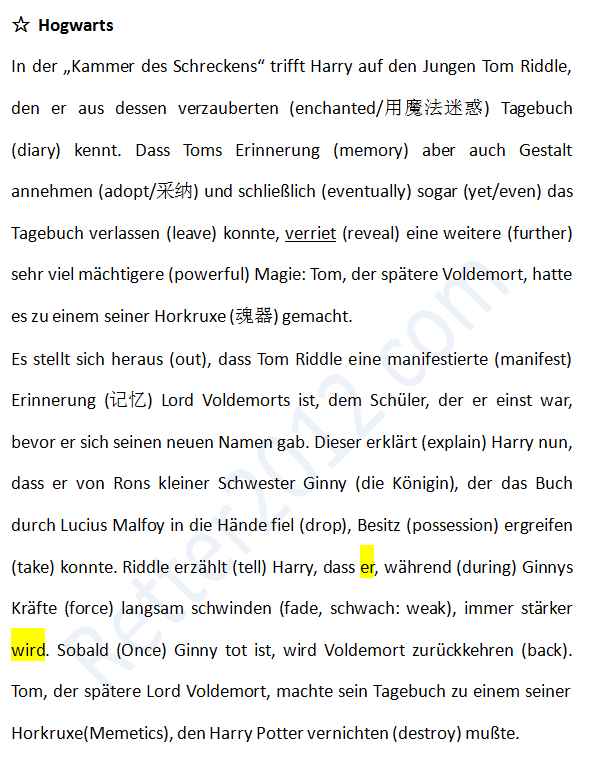 ☆ Hogwarts
In der „Kammer des Schreckens“ trifft Harry auf den Jungen Tom Riddle,
den er aus dessen verzauberten (enchanted/用魔法迷惑) Tagebuch
(diary) kennt. Dass Toms Erinnerung (memory) aber auch Gestalt
annehmen (adopt/采纳) und schließlich (eventually) sogar (yet/even) das
Tagebuch verlassen (leave) konnte, verriet (reveal) eine weitere (further)
sehr viel mächtigere (powerful) Magie: Tom, der spätere Voldemort, hatte
es zu einem seiner Horkruxe (魂器) gemacht.
Es stellt sich heraus (out), dass Tom Riddle eine manifestierte (manifest)
Erinnerung (记忆) Lord Voldemorts ist, dem Schüler, der er einst war,
bevor er sich seinen neuen Namen gab. Dieser erklärt (explain) Harry nun,
dass er von Rons kleiner Schwester Ginny (die Königin), der das Buch
durch Lucius Malfoy in die Hände fiel (drop), Besitz (possession) ergreifen
(take) konnte. Riddle erzählt (tell) Harry, dass er, während (during) Ginnys
Kräfte (force) langsam schwinden (fade, schwach: weak), immer stärker
wird. Sobald (Once) Ginny tot ist, wird Voldemort zurückkehren (back).
Tom, der spätere Lord Voldemort, machte sein Tagebuch zu einem seiner
Horkruxe(Memetics), den Harry Potter vernichten (destroy) mußte.
Retter2012.com